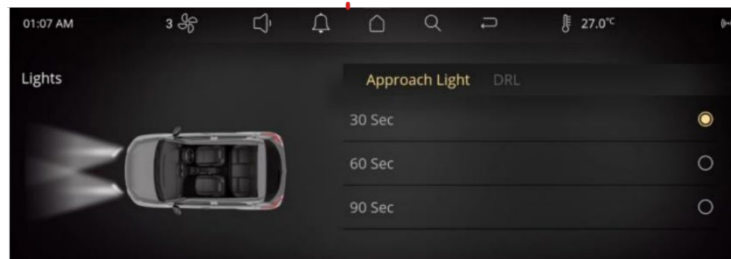 01:07 AM 3 27.0°C
Lights
Approach Light DRL
30 Sec
60 Sec
90 Sec